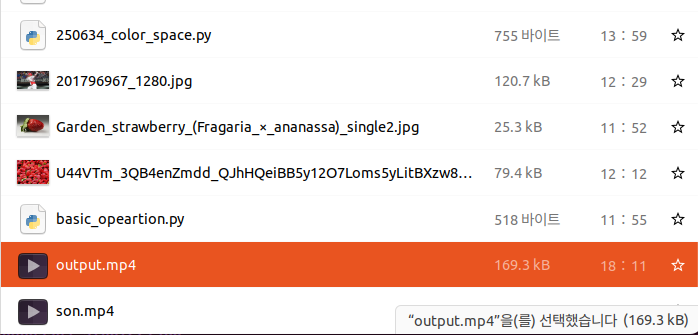 250634_color_space.py 755 바이트 13 : 59
201796967_1280.jpg 120.7 kB 12 : 29
Garden_strawberry_(Fragaria_×_ananassa)_single2.jpg 25.3 kB 11 : 52
U44VTm_3QB4enZmdd_QJhHQeiBB5y12O7Loms5yLitBXzw8… 79.4 kB 12 : 12
basic_opeartion.py 518 바이트 11 : 55
output.mp4 169.3 kB 18 : 11
son.mp4
“output.mp4”을(를) 선택했습니다 (169.3 kB)